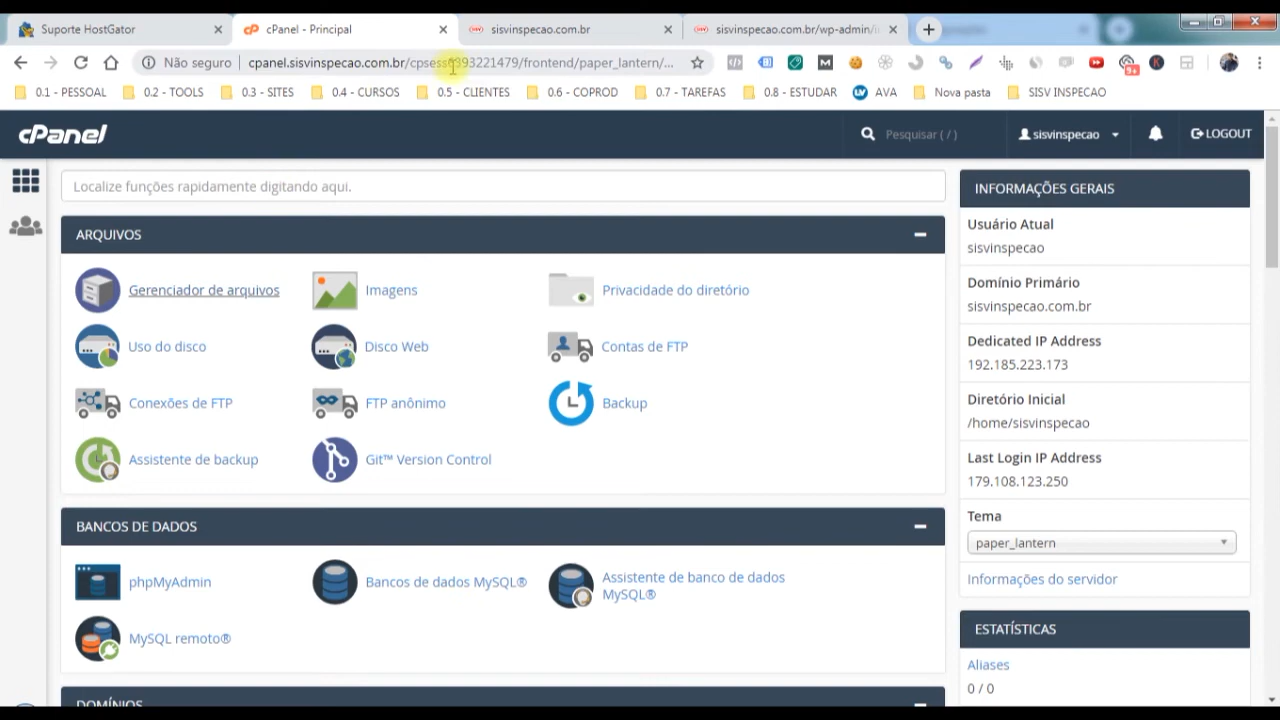 Suporte HostGator
cPanel - Principal
sisvinspecao.com.br
sisvinspecao.com.br/wp-admin/i
Não seguro
cpanel.sisvinspecao.com.br/cpsess0393221479/frontend/paper_lantern/...
9+
0.1 - PESSOAL
0.2 - TOOLS
0.3 - SITES
0.4 - CURSOS
0.5 - CLIENTES
0.6 - COPROD
0.7 - TAREFAS
0.8 - ESTUDAR
AVA
Nova pasta
SISV INSPECAO
cPanel
Pesquisar ( / )
sisvinspecao
LOGOUT
Localize funções rapidamente digitando aqui.
ARQUIVOS
Gerenciador de arquivos
Imagens
Privacidade do diretório
Uso do disco
Disco Web
Contas de FTP
Conexões de FTP
FTP anônimo
Backup
Assistente de backup
Git™ Version Control
BANCOS DE DADOS
phpMyAdmin
Bancos de dados MySQL®
Assistente de banco de dados
MySQL®
MySQL remoto®
DOMÍNIOS
INFORMAÇÕES GERAIS
Usuário Atual
sisvinspecao
Domínio Primário
sisvinspecao.com.br
Dedicated IP Address
192.185.223.173
Diretório Inicial
/home/sisvinspecao
Last Login IP Address
179.108.123.250
Tema
paper_lantern
Informações do servidor
ESTATÍSTICAS
Aliases
0 / 0